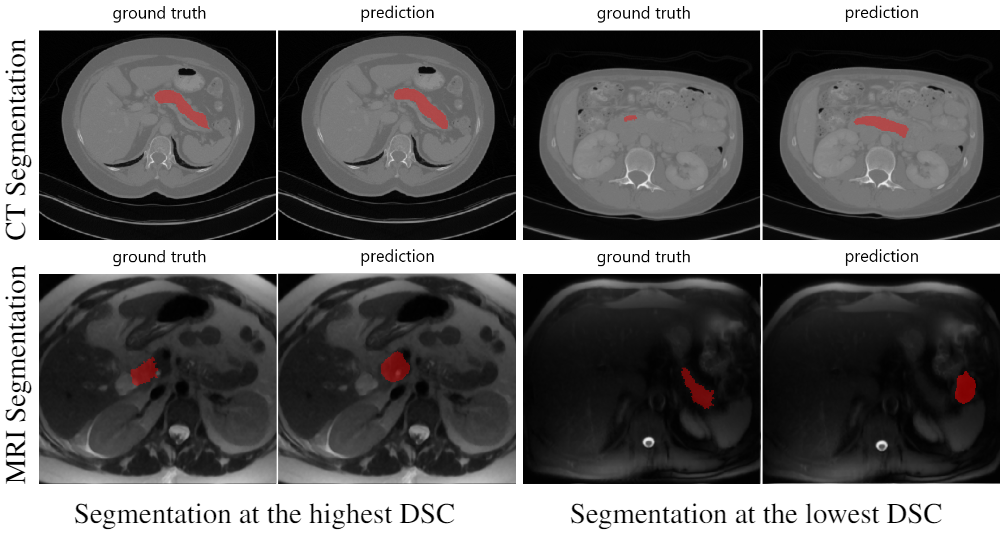 ground truth prediction ground truth prediction
CT Segmentation
ground truth prediction ground truth prediction
MRI Segmentation
Segmentation at the highest DSC Segmentation at the lowest DSC